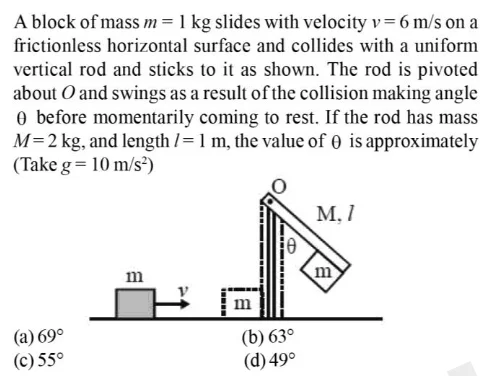 A block of mass m = 1 kg slides with velocity v = 6 m/s on a
frictionless horizontal surface and collides with a uniform
vertical rod and sticks to it as shown. The rod is pivoted
about O and swings as a result of the collision making angle
θ before momentarily coming to rest. If the rod has mass
M = 2 kg, and length l = 1 m, the value of θ is approximately
(Take g = 10 m/s²)
O
M, l
θ
m
m
v
m
(a) 69°
(b) 63°
(c) 55°
(d) 49°